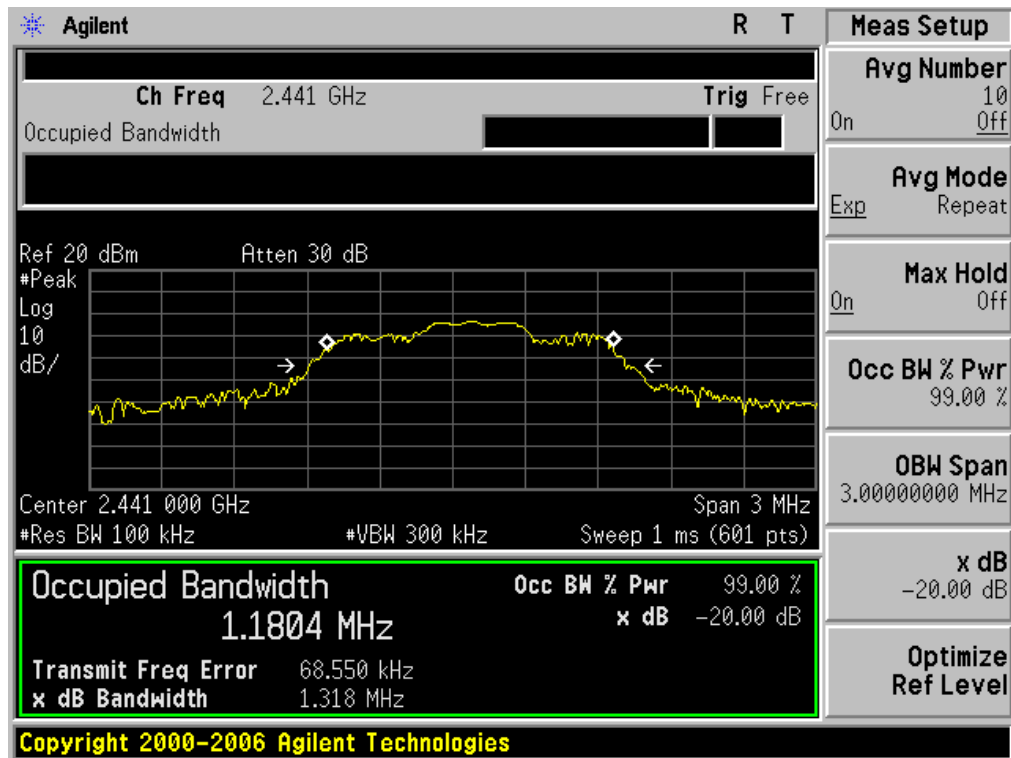 Agilent R T
Ch Freq 2.441 GHz Trig Free
Occupied Bandwidth
Ref 20 dBm Atten 30 dB
#Peak
Log
10
dB/
Center 2.441 000 GHz Span 3 MHz
#Res BW 100 kHz #VBW 300 kHz Sweep 1 ms (601 pts)
Occupied Bandwidth Occ BW % Pwr 99.00 %
1.1804 MHz x dB -20.00 dB
Transmit Freq Error 68.550 kHz
x dB Bandwidth 1.318 MHz
Copyright 2000-2006 Agilent Technologies
Meas Setup
Avg Number
10
On Off
Avg Mode
Exp Repeat
Max Hold
On Off
Occ BW % Pwr
99.00 %
OBW Span
3.00000000 MHz
x dB
-20.00 dB
Optimize
Ref Level